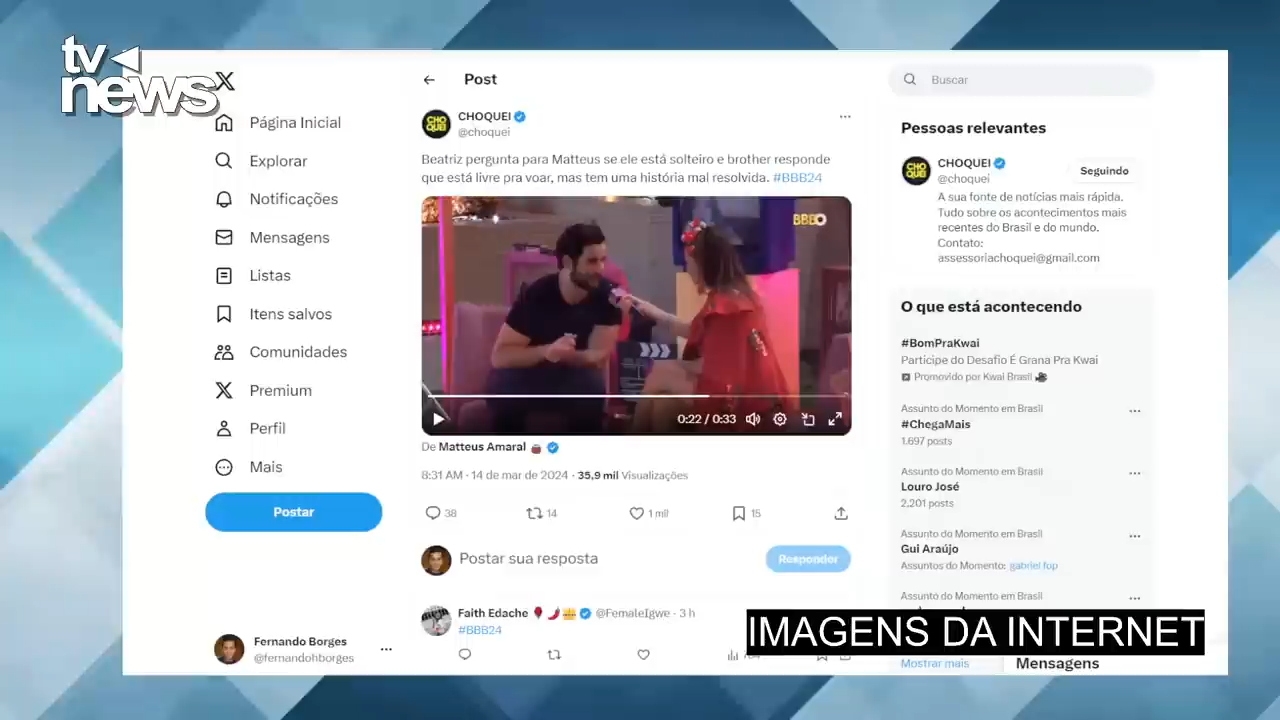 tv
news
X
Página Inicial
Explorar
Notificações
Mensagens
Listas
Itens salvos
Comunidades
Premium
Perfil
Mais
Postar
Fernando Borges
@fernandohborges
Post
CHOQUEI
@choquei
Beatriz pergunta para Matteus se ele está solteiro e brother responde
que está livre pra voar, mas tem uma história mal resolvida. #BBB24
BBB
0:22 / 0:33
De Matteus Amaral
8:31 AM · 14 de mar de 2024 · 35,9 mil Visualizações
38
14
1 mil
15
Postar sua resposta
Responder
Faith Edache @FemaleIgwe · 3 h
#BBB24
Buscar
Pessoas relevantes
CHOQUEI
@choquei
Seguindo
A sua fonte de notícias mais rápida.
Tudo sobre os acontecimentos mais
recentes do Brasil e do mundo.
Contato:
assessoriachoquei@gmail.com
O que está acontecendo
#BomPraKwai
Participe do Desafio É Grana Pra Kwai
Promovido por Kwai Brasil
Assunto do Momento em Brasil
#ChegaMais
1.697 posts
Assunto do Momento em Brasil
Louro José
2.201 posts
Assunto do Momento em Brasil
Gui Araújo
Assuntos do Momento: gabriel fop
Assunto do Momento em Brasil
IMAGENS DA INTERNET
Mostrar mais
Mensagens